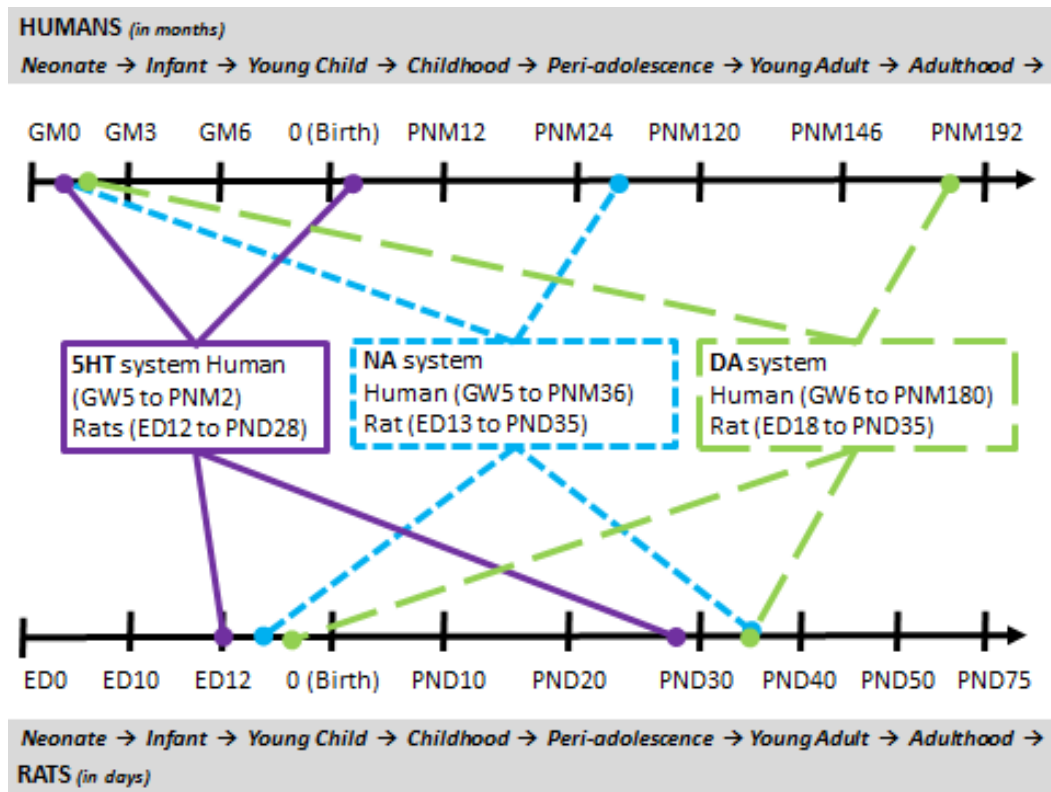 HUMANS (in months)
Neonate → Infant → Young Child → Childhood → Peri-adolescence → Young Adult → Adulthood →
GM0 GM3 GM6 0 (Birth) PNM12 PNM24 PNM120 PNM146 PNM192
5HT system Human
(GW5 to PNM2)
Rats (ED12 to PND28)
NA system
Human (GW5 to PNM36)
Rat (ED13 to PND35)
DA system
Human (GW6 to PNM180)
Rat (ED18 to PND35)
ED0 ED10 ED12 0 (Birth) PND10 PND20 PND30 PND40 PND50 PND75
Neonate → Infant → Young Child → Childhood → Peri-adolescence → Young Adult → Adulthood →
RATS (in days)